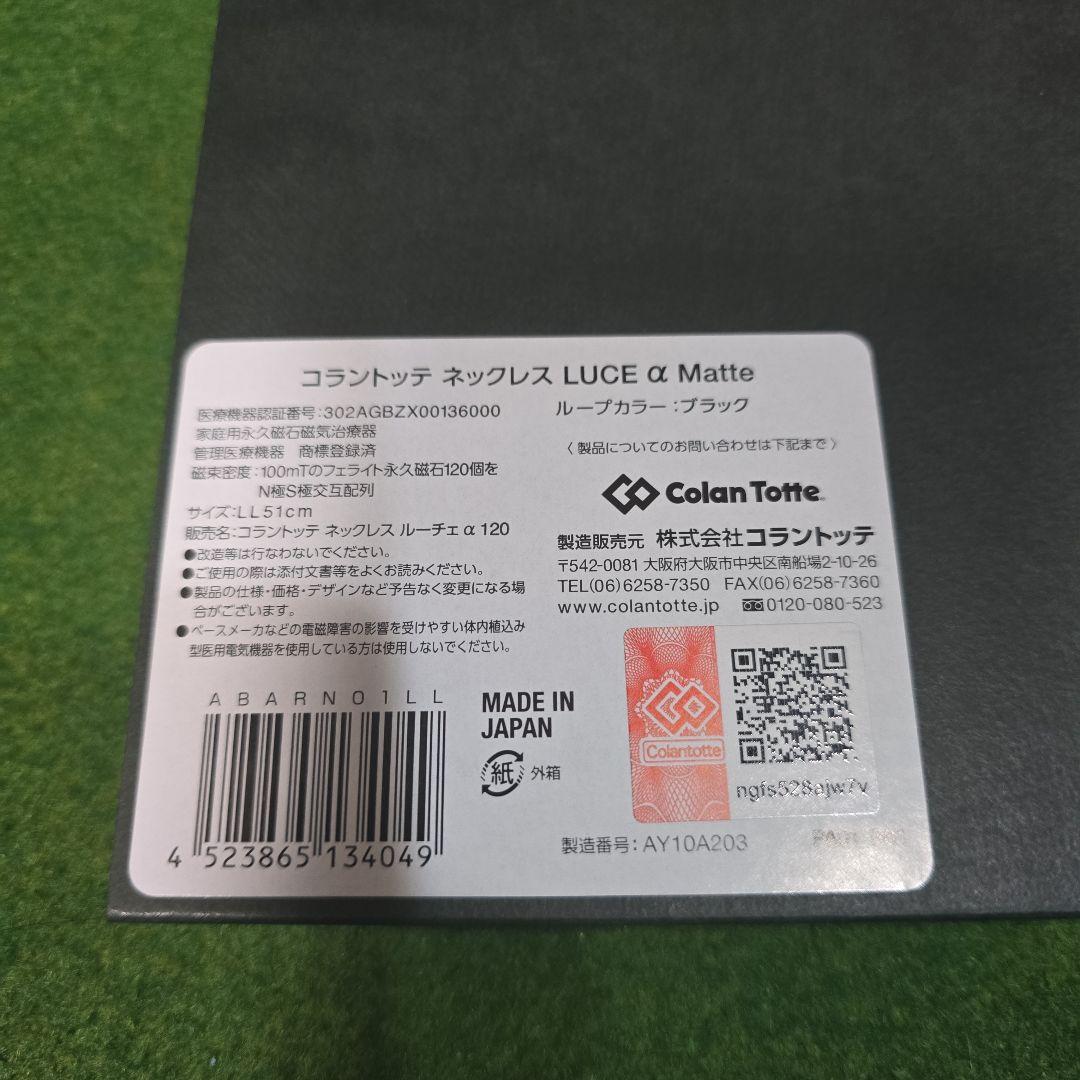 コラントッテ ネックレス LUCE α Matte
医療機器認証番号:302AGBZX00136000
家庭用永久磁石磁気治療器
管理医療機器 商標登録済
磁束密度:100mTのフェライト永久磁石120個を
N極S極交互配列
サイズ:LL51cm
販売名:コラントッテ ネックレス ルーチェ α 120
●改造等は行なわないでください。
●ご使用の際は添付文書等をよくお読みください。
●製品の仕様・価格・デザインなど予告なく変更になる場
合がございます。
●ペースメーカなどの電磁障害の影響を受けやすい体内植込み
型医用電気機器を使用している方は使用しないでください。
ループカラー:ブラック
〈製品についてのお問い合わせは下記まで〉
Colan Totte
製造販売元 株式会社コラントッテ
〒542-0081 大阪府大阪市中央区南船場2-10-26
TEL(06)6258-7350 FAX(06)6258-7360
www.colantotte.jp 0120-080-523
ABARN01LL
4 523865 134049
MADE IN
JAPAN
紙 外箱
Colantotte
ngfs528ajw7v
製造番号:AY10A203